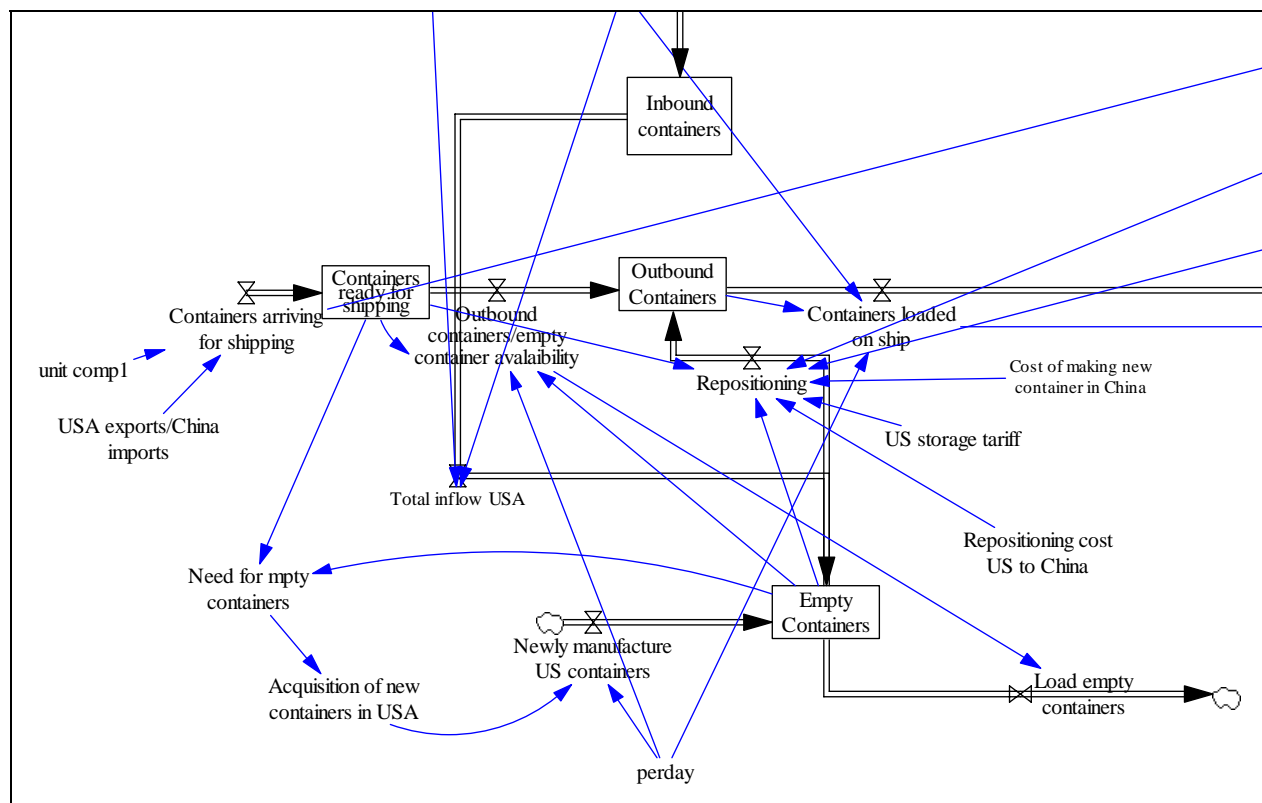 Inbound
containers
Containers
ready for
shipping
Outbound
Containers
Containers arriving
for shipping
Outbound
containers/empty
container avalaibility
Containers loaded
on ship
unit comp1
Repositioning
Cost of making new
container in China
USA exports/China
imports
US storage tariff
Total inflow USA
Repositioning cost
US to China
Need for mpty
containers
Empty
Containers
Newly manufacture
US containers
Acquisition of new
containers in USA
Load empty
containers
perday